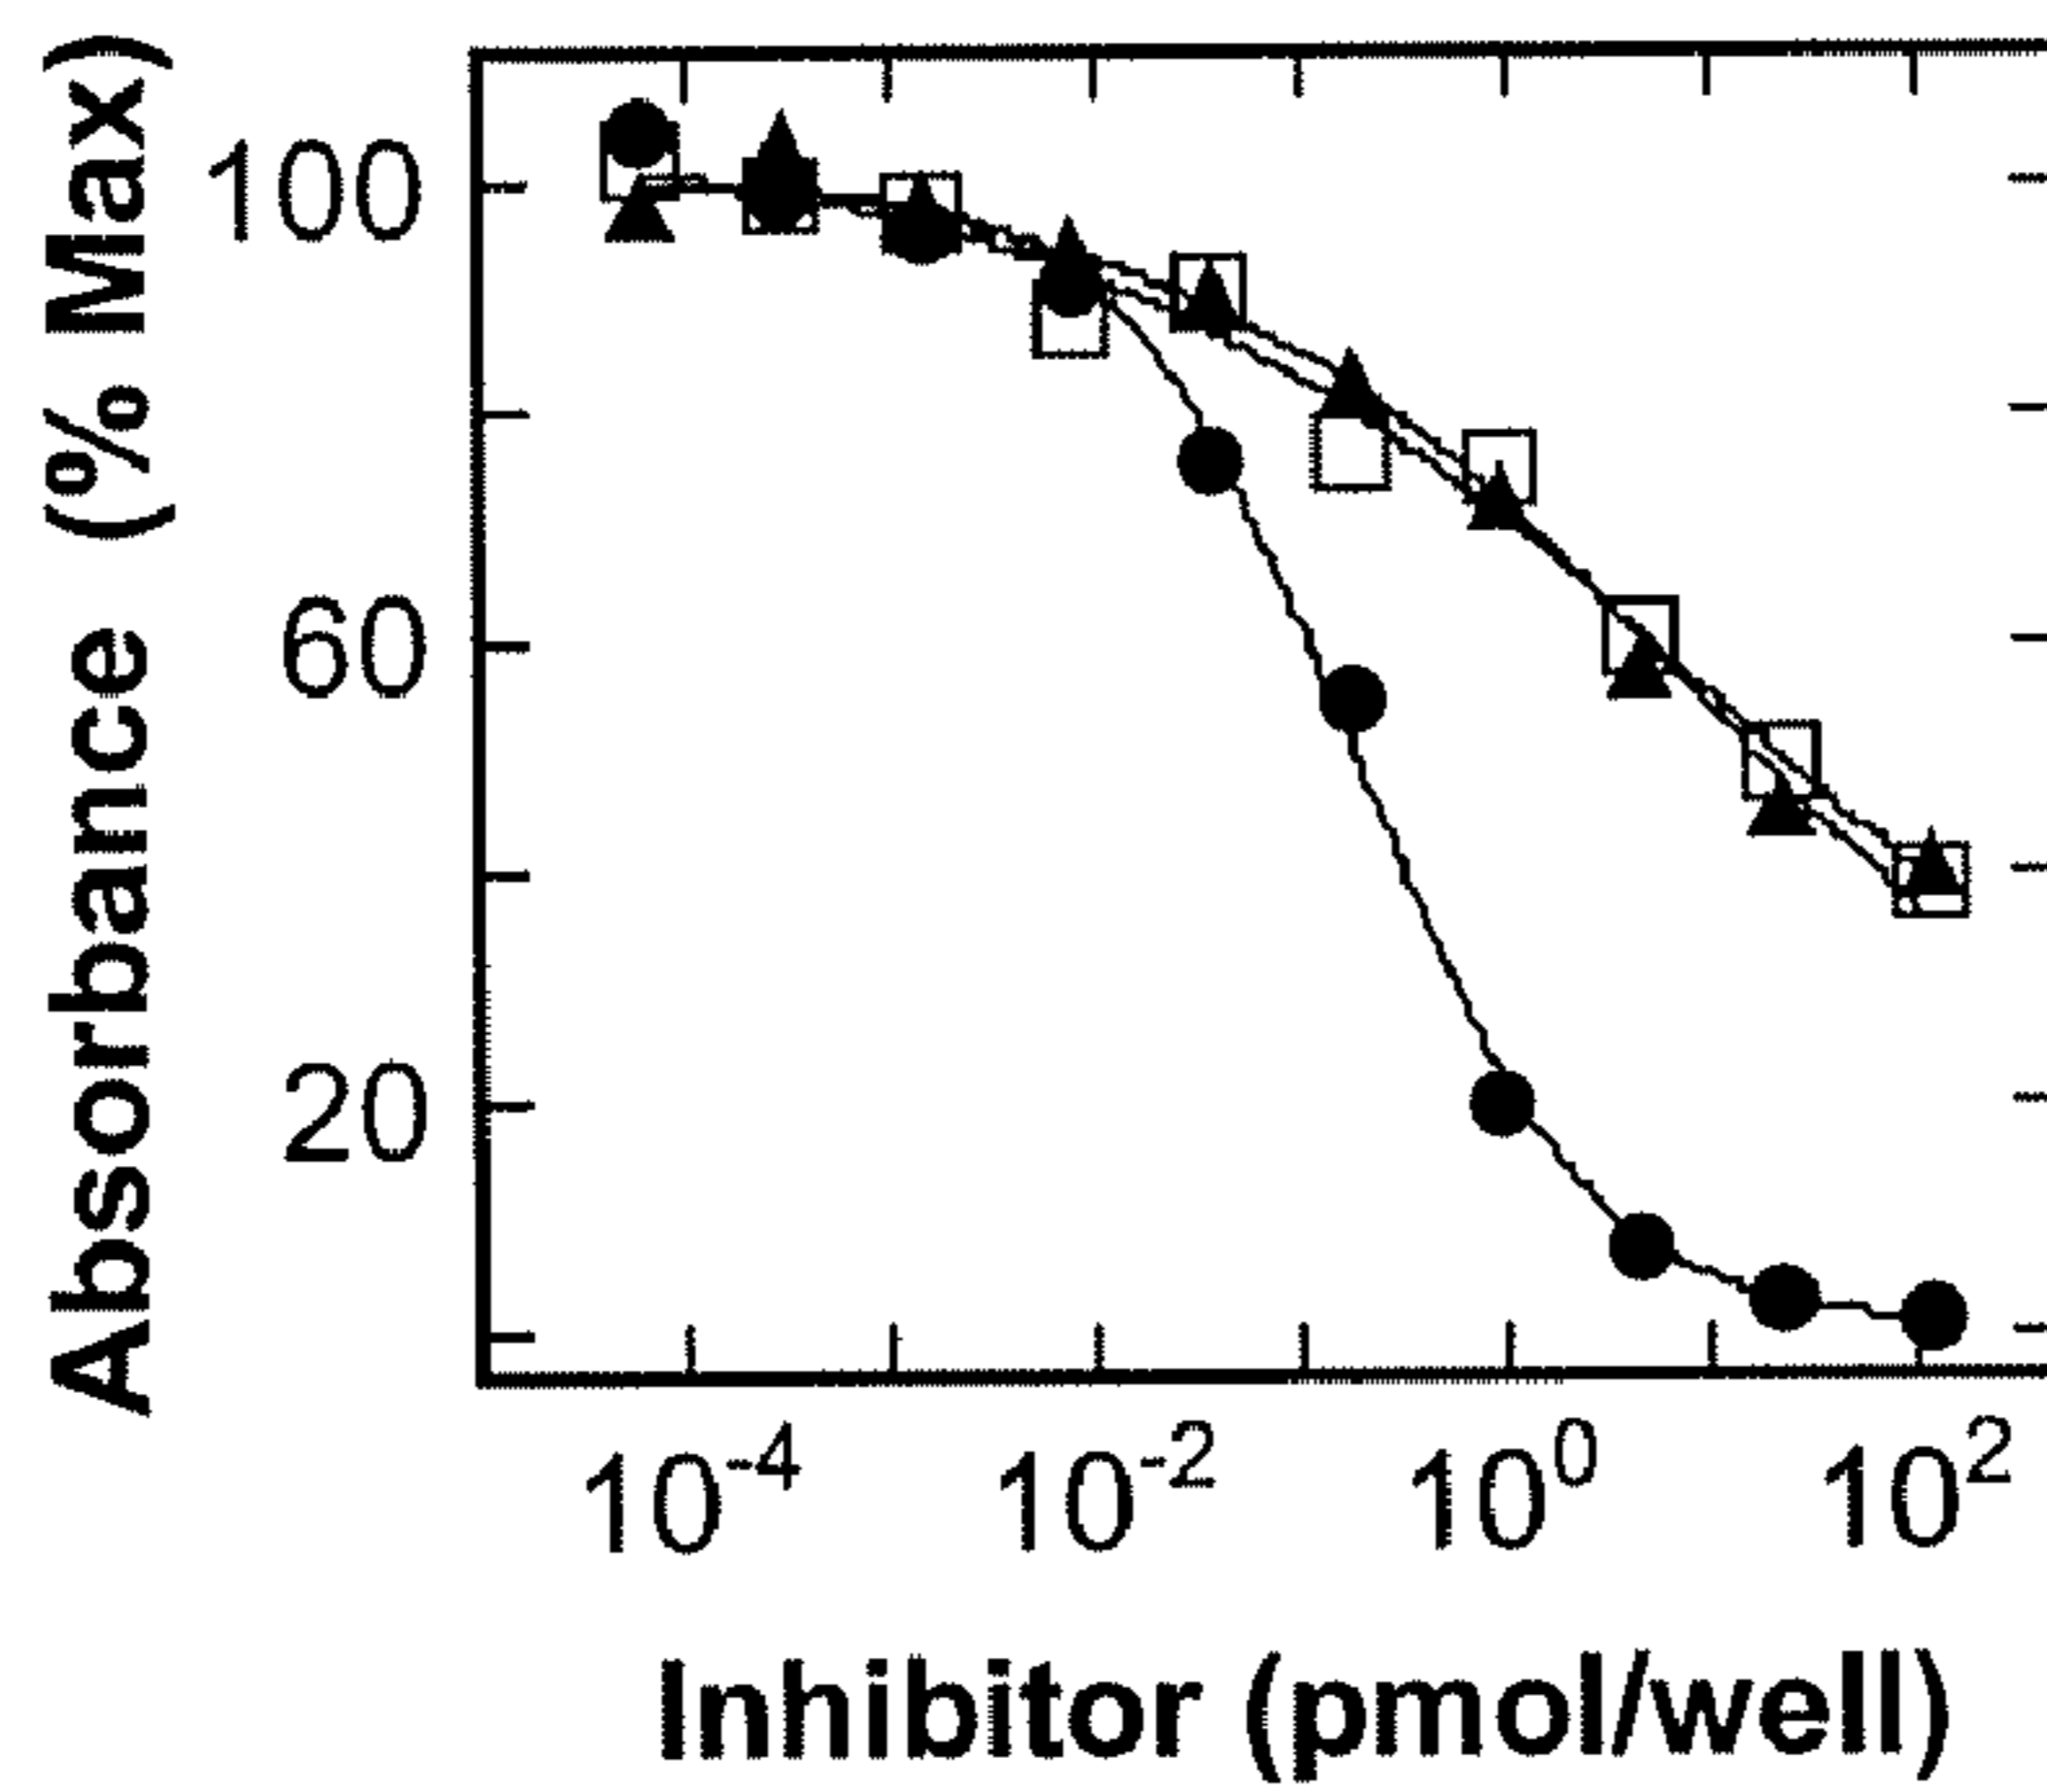 Absorbance (% Max)
100
60
20
10⁻⁴ 10⁻² 10⁰ 10²
Inhibitor (pmol/well)